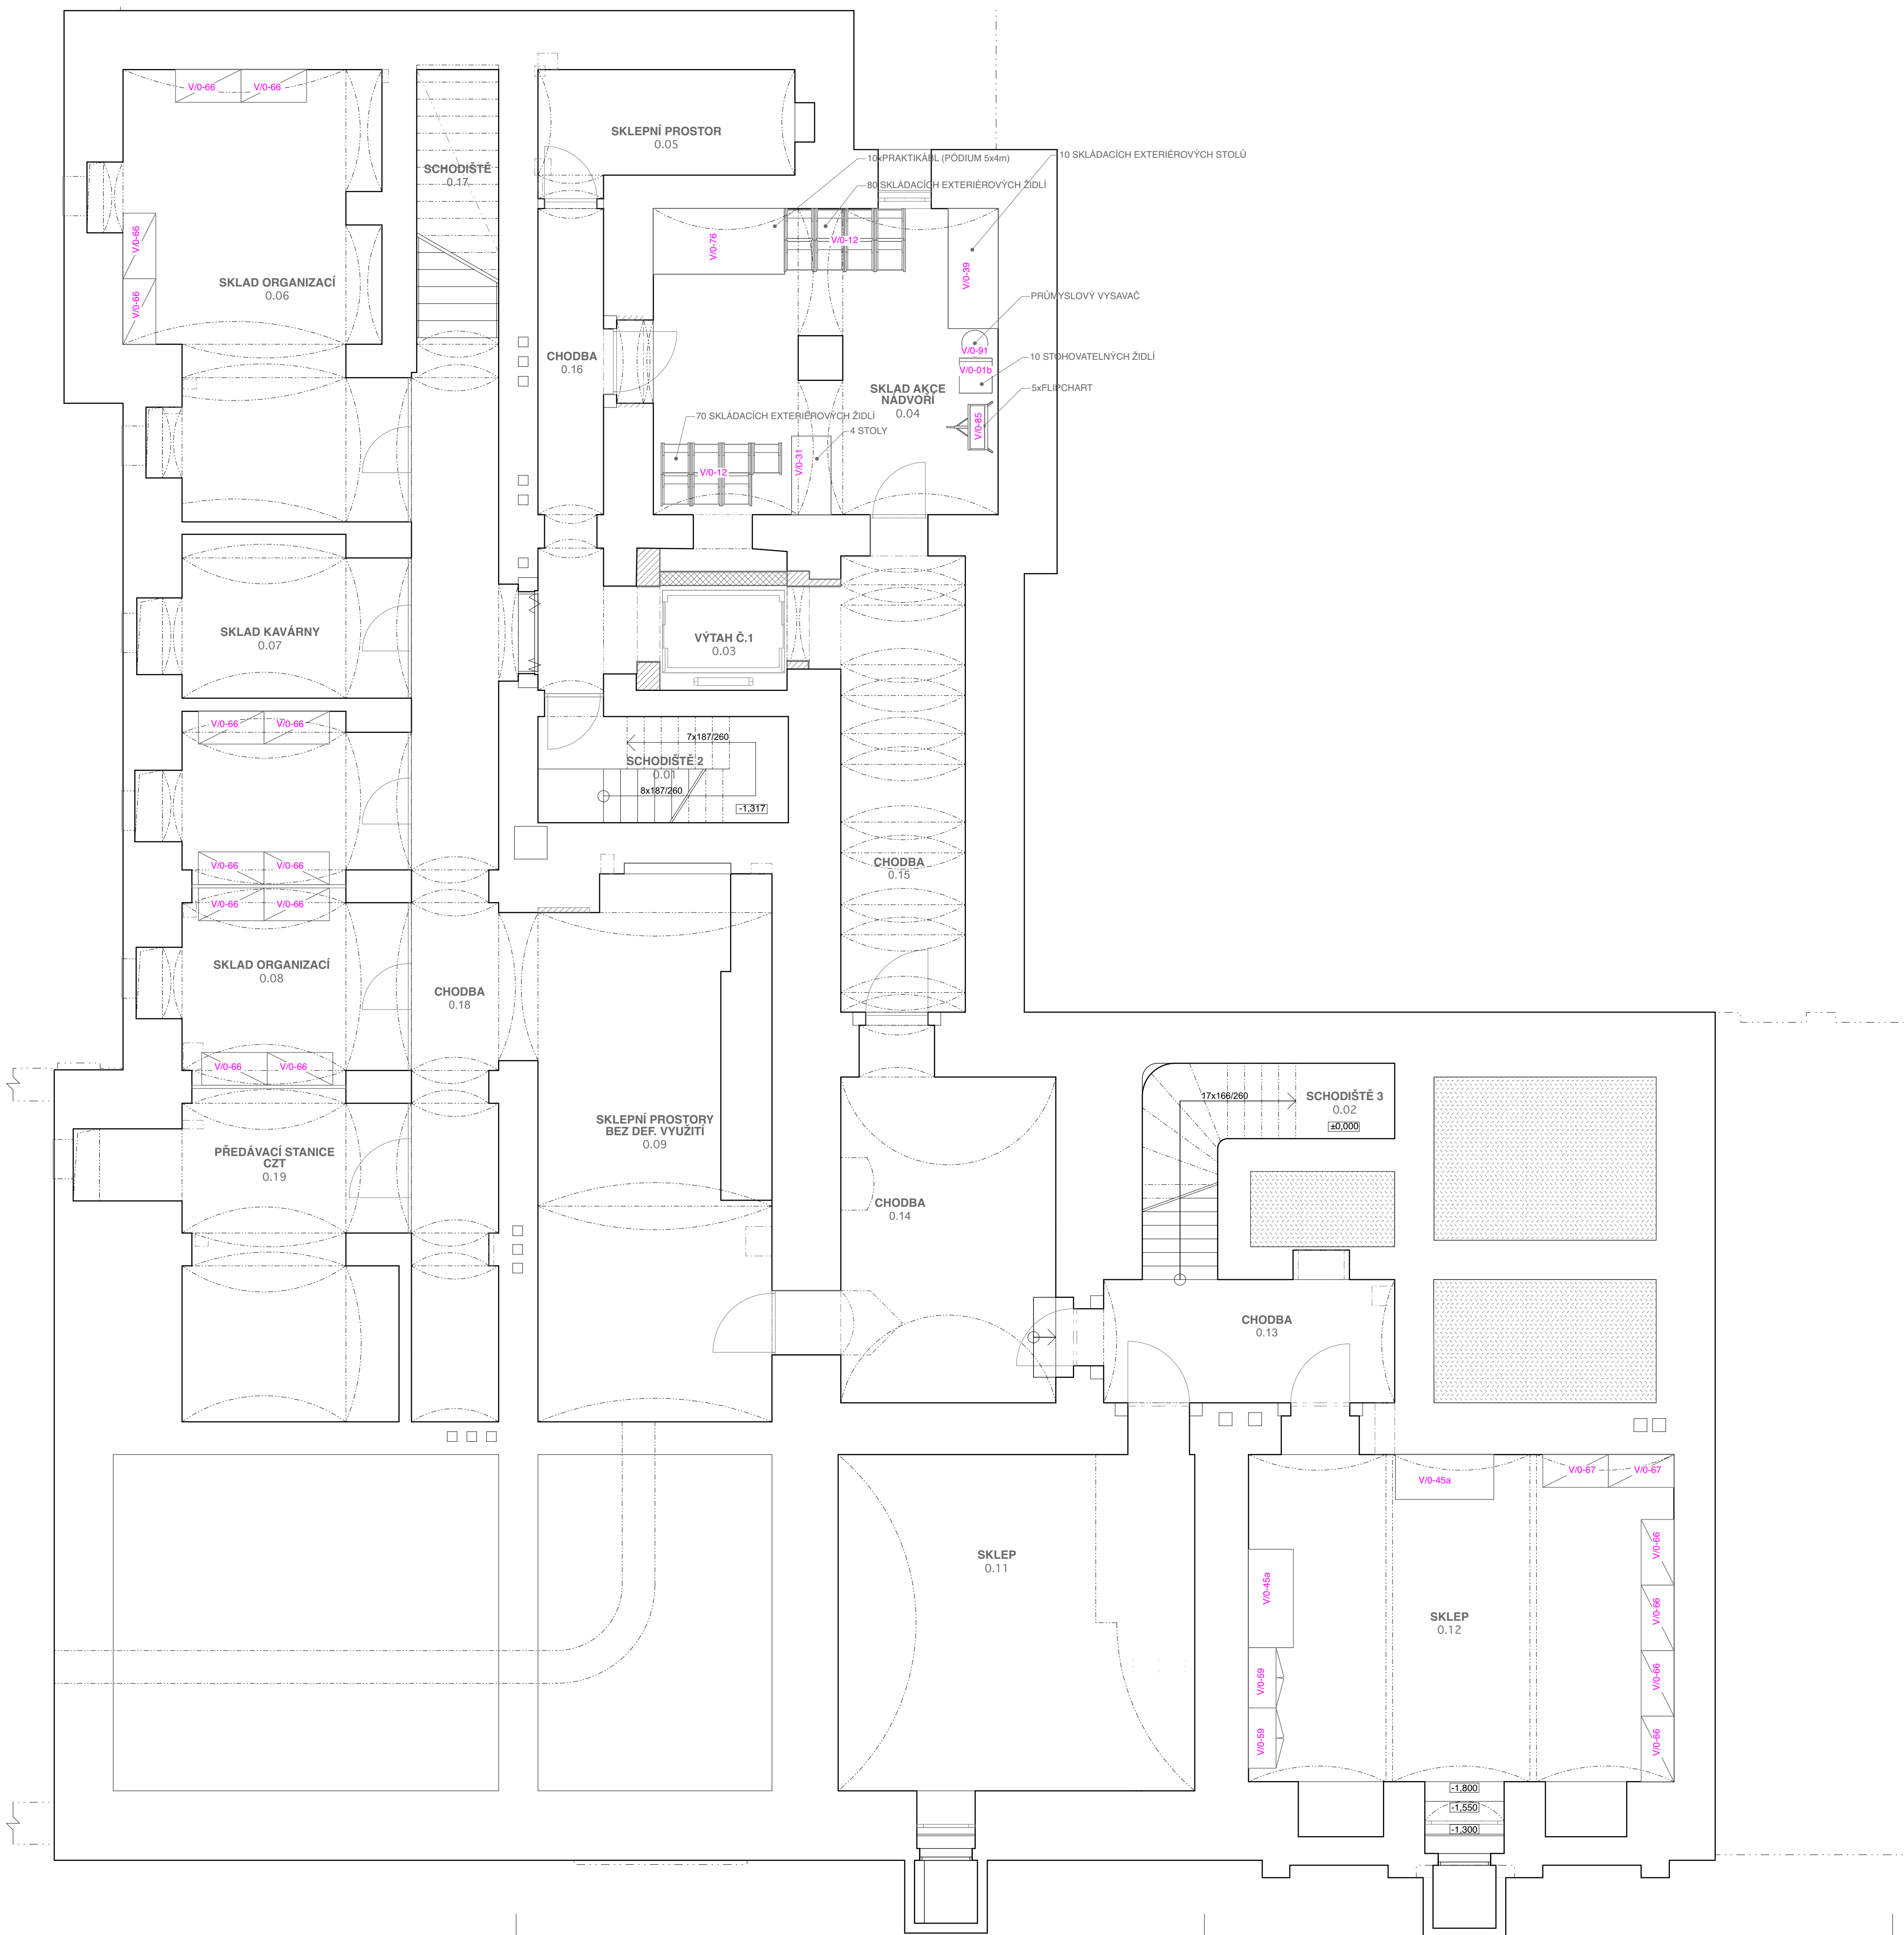 V/0-66
V/0-66
SKLEPNÍ PROSTOR
0.05
SCHODIŠTĚ
0.17
10xPRAKTIKÁBL (PÓDIUM 5x4m)
10 SKLÁDACÍCH EXTERIÉROVÝCH STOLŮ
80 SKLÁDACÍCH EXTERIÉROVÝCH ŽIDLÍ
V/0-66
V/0-66
SKLAD ORGANIZACÍ
0.06
V/0-76
V/0-12
V/0-39
PRŮMYSLOVÝ VYSAVAČ
V/0-91
10 STOHOVATELNÝCH ŽIDLÍ
V/0-01b
5xFLIPCHART
V/0-85
CHODBA
0.16
SKLAD AKCE
NÁDVOŘÍ
0.04
70 SKLÁDACÍCH EXTERIÉROVÝCH ŽIDLÍ
4 STOLY
V/0-12
V/0-31
SKLAD KAVÁRNY
0.07
VÝTAH Č.1
0.03
V/0-66
V/0-66
7x187/260
SCHODIŠTĚ 2
0.01
8x187/260
-1,317
V/0-66
V/0-66
V/0-66
V/0-66
CHODBA
0.15
SKLAD ORGANIZACÍ
0.08
CHODBA
0.18
V/0-66
V/0-66
SKLEPNÍ PROSTORY
BEZ DEF. VYUŽITÍ
0.09
17x166/260
SCHODIŠTĚ 3
0.02
±0,000
PŘEDÁVACÍ STANICE
CZT
0.19
CHODBA
0.14
CHODBA
0.13
V/0-45a
V/0-67
V/0-67
SKLEP
0.11
V/0-45a
V/0-66
V/0-66
V/0-66
V/0-66
SKLEP
0.12
V/0-59
V/0-59
-1,800
-1,550
-1,300